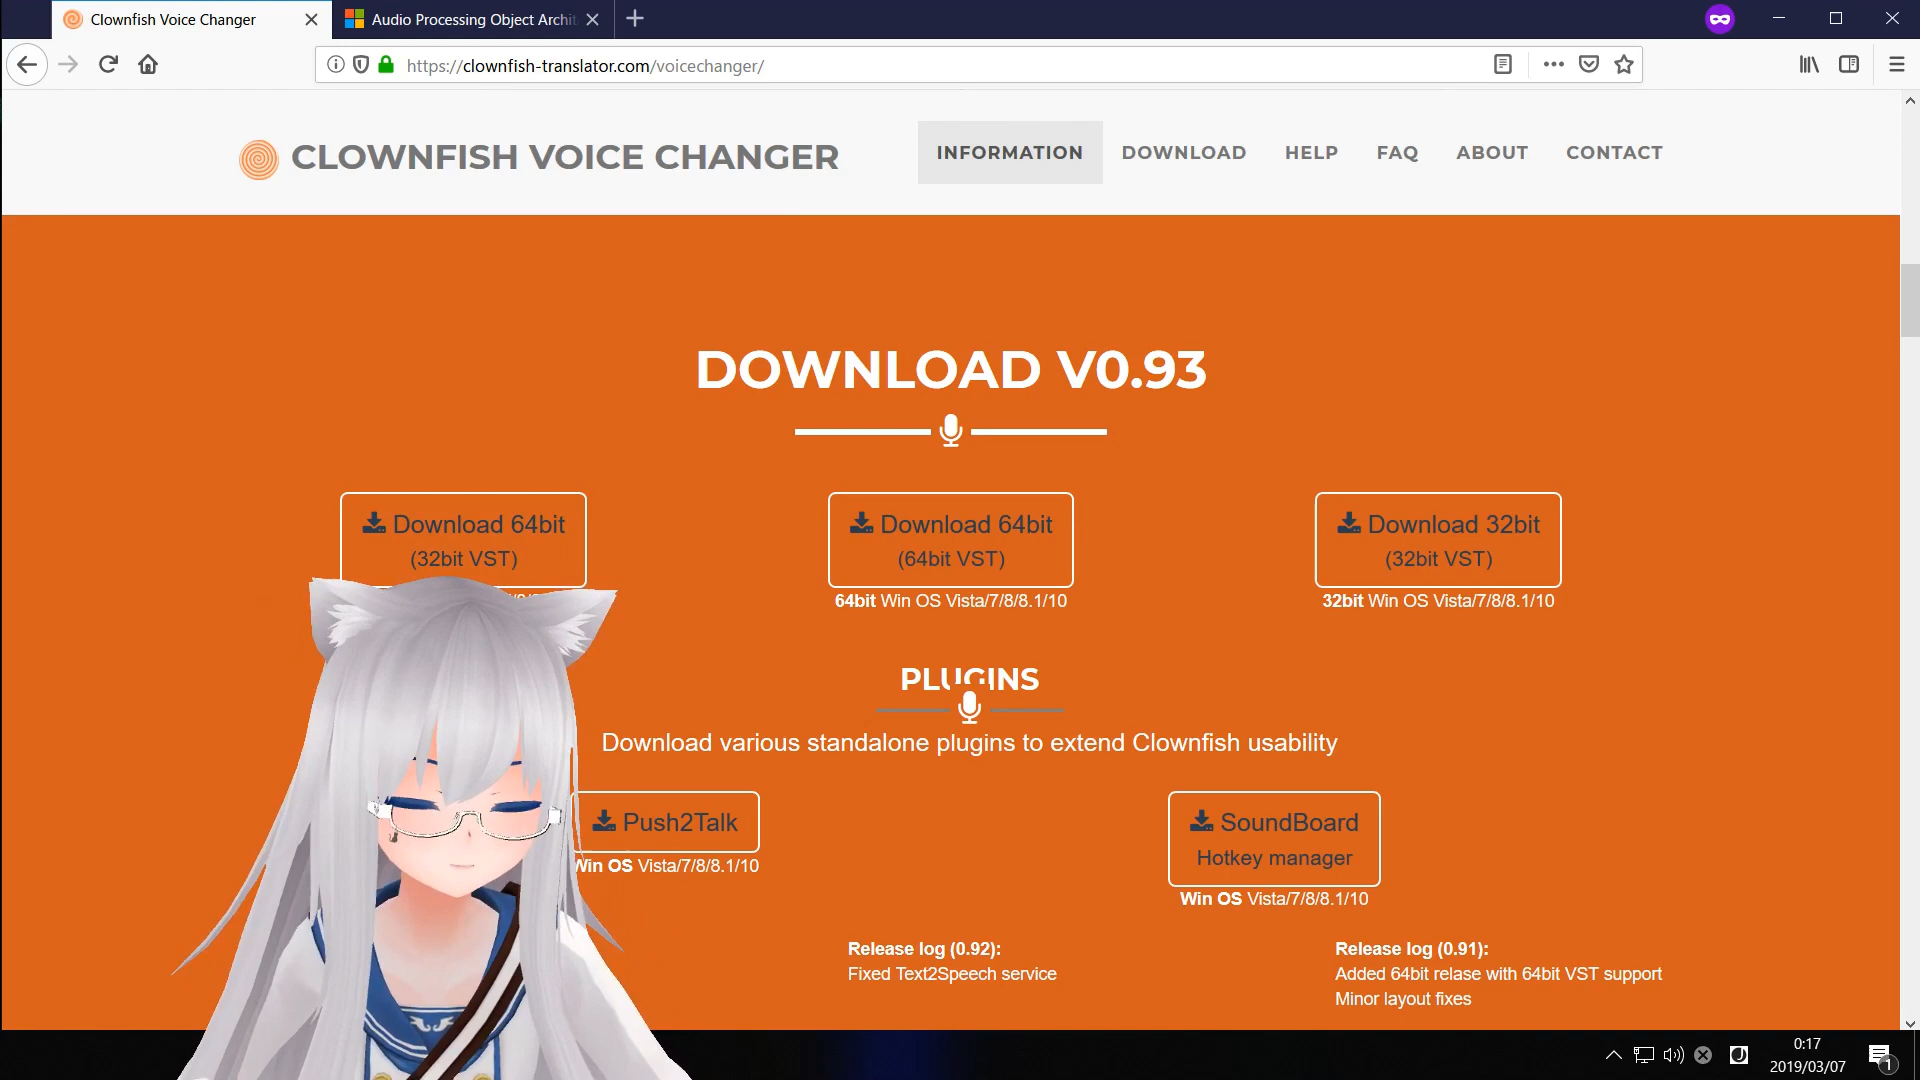 Clownfish Voice Changer
Audio Processing Object Archit
https://clownfish-translator.com/voicechanger/
CLOWNFISH VOICE CHANGER
INFORMATION
DOWNLOAD
HELP
FAQ
ABOUT
CONTACT
DOWNLOAD V0.93
Download 64bit
(32bit VST)
Download 64bit
(64bit VST)
64bit Win OS Vista/7/8/8.1/10
Download 32bit
(32bit VST)
32bit Win OS Vista/7/8/8.1/10
PLUGINS
Download various standalone plugins to extend Clownfish usability
Push2Talk
Win OS Vista/7/8/8.1/10
SoundBoard
Hotkey manager
Win OS Vista/7/8/8.1/10
Release log (0.92):
Fixed Text2Speech service
Release log (0.91):
Added 64bit relase with 64bit VST support
Minor layout fixes
0:17
2019/03/07
1